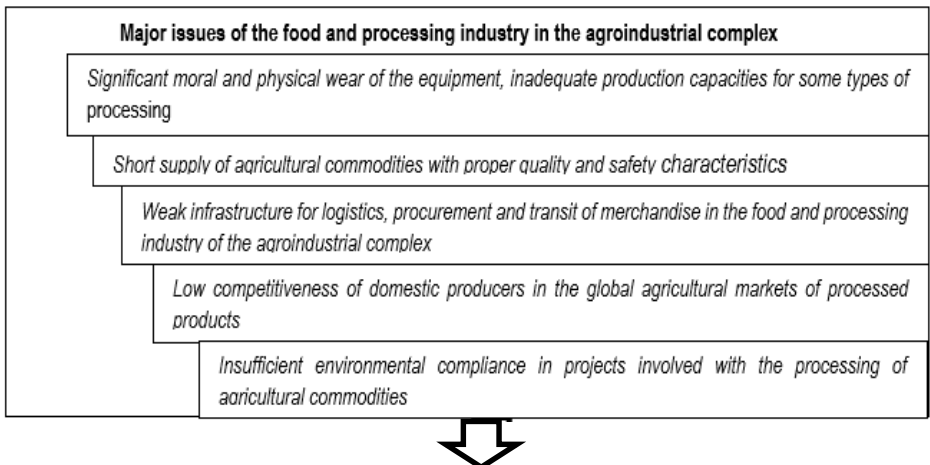 Major issues of the food and processing industry in the agroindustrial complex
Significant moral and physical wear of the equipment, inadequate production capacities for some types of
processing
Short supply of agricultural commodities with proper quality and safety characteristics
Weak infrastructure for logistics, procurement and transit of merchandise in the food and processing
industry of the agroindustrial complex
Low competitiveness of domestic producers in the global agricultural markets of processed
products
Insufficient environmental compliance in projects involved with the processing of
agricultural commodities